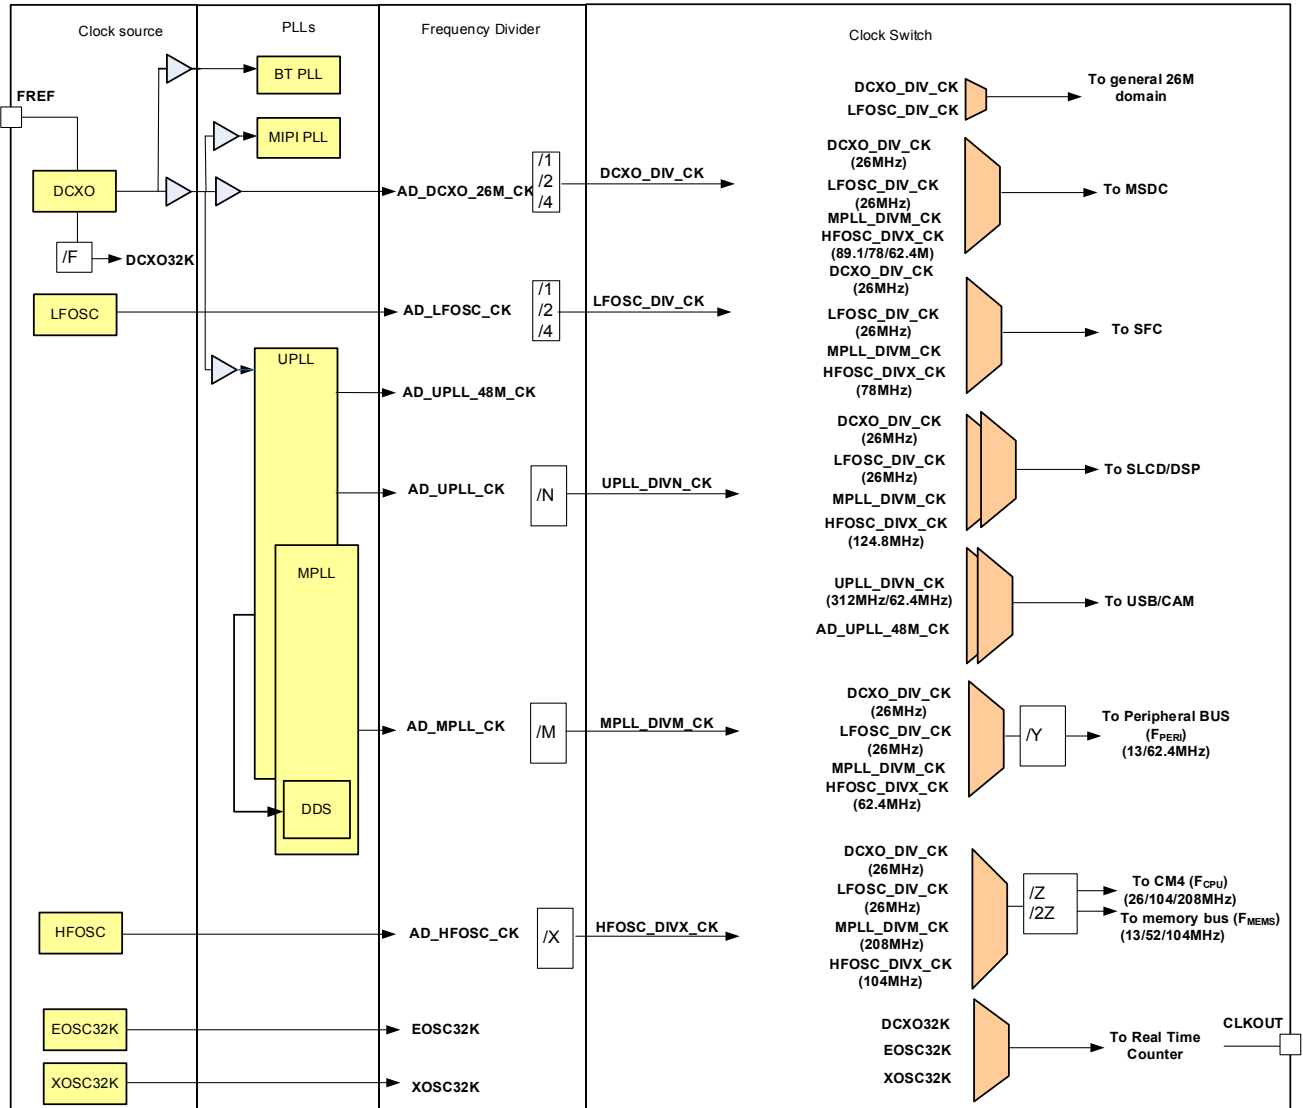 Clock source
PLLs
Frequency Divider
Clock Switch
FREF
BT PLL
MIPI PLL
DCXO
AD_DCXO_26M_CK
/1
/2
/4
DCXO_DIV_CK
/F
DCXO32K
LFOSC
AD_LFOSC_CK
/1
/2
/4
LFOSC_DIV_CK
UPLL
AD_UPLL_48M_CK
AD_UPLL_CK
/N
UPLL_DIVN_CK
MPLL
AD_MPLL_CK
/M
MPLL_DIVM_CK
DDS
HFOSC
AD_HFOSC_CK
/X
HFOSC_DIVX_CK
EOSC32K
EOSC32K
XOSC32K
XOSC32K
DCXO_DIV_CK
LFOSC_DIV_CK
To general 26M
domain
DCXO_DIV_CK
(26MHz)
LFOSC_DIV_CK
(26MHz)
MPLL_DIVM_CK
HFOSC_DIVX_CK
(89.1/78/62.4M)
To MSDC
DCXO_DIV_CK
(26MHz)
LFOSC_DIV_CK
(26MHz)
MPLL_DIVM_CK
HFOSC_DIVX_CK
(78MHz)
To SFC
DCXO_DIV_CK
(26MHz)
LFOSC_DIV_CK
(26MHz)
MPLL_DIVM_CK
HFOSC_DIVX_CK
(124.8MHz)
To SLCD/DSP
UPLL_DIVN_CK
(312MHz/62.4MHz)
AD_UPLL_48M_CK
To USB/CAM
DCXO_DIV_CK
(26MHz)
LFOSC_DIV_CK
(26MHz)
MPLL_DIVM_CK
HFOSC_DIVX_CK
(62.4MHz)
/Y
To Peripheral BUS
(FPERI)
(13/62.4MHz)
DCXO_DIV_CK
(26MHz)
LFOSC_DIV_CK
(26MHz)
MPLL_DIVM_CK
(208MHz)
HFOSC_DIVX_CK
(104MHz)
/Z
/2Z
To CM4 (FCPU)
(26/104/208MHz)
To memory bus (FMEMS)
(13/52/104MHz)
DCXO32K
EOSC32K
XOSC32K
To Real Time
Counter
CLKOUT